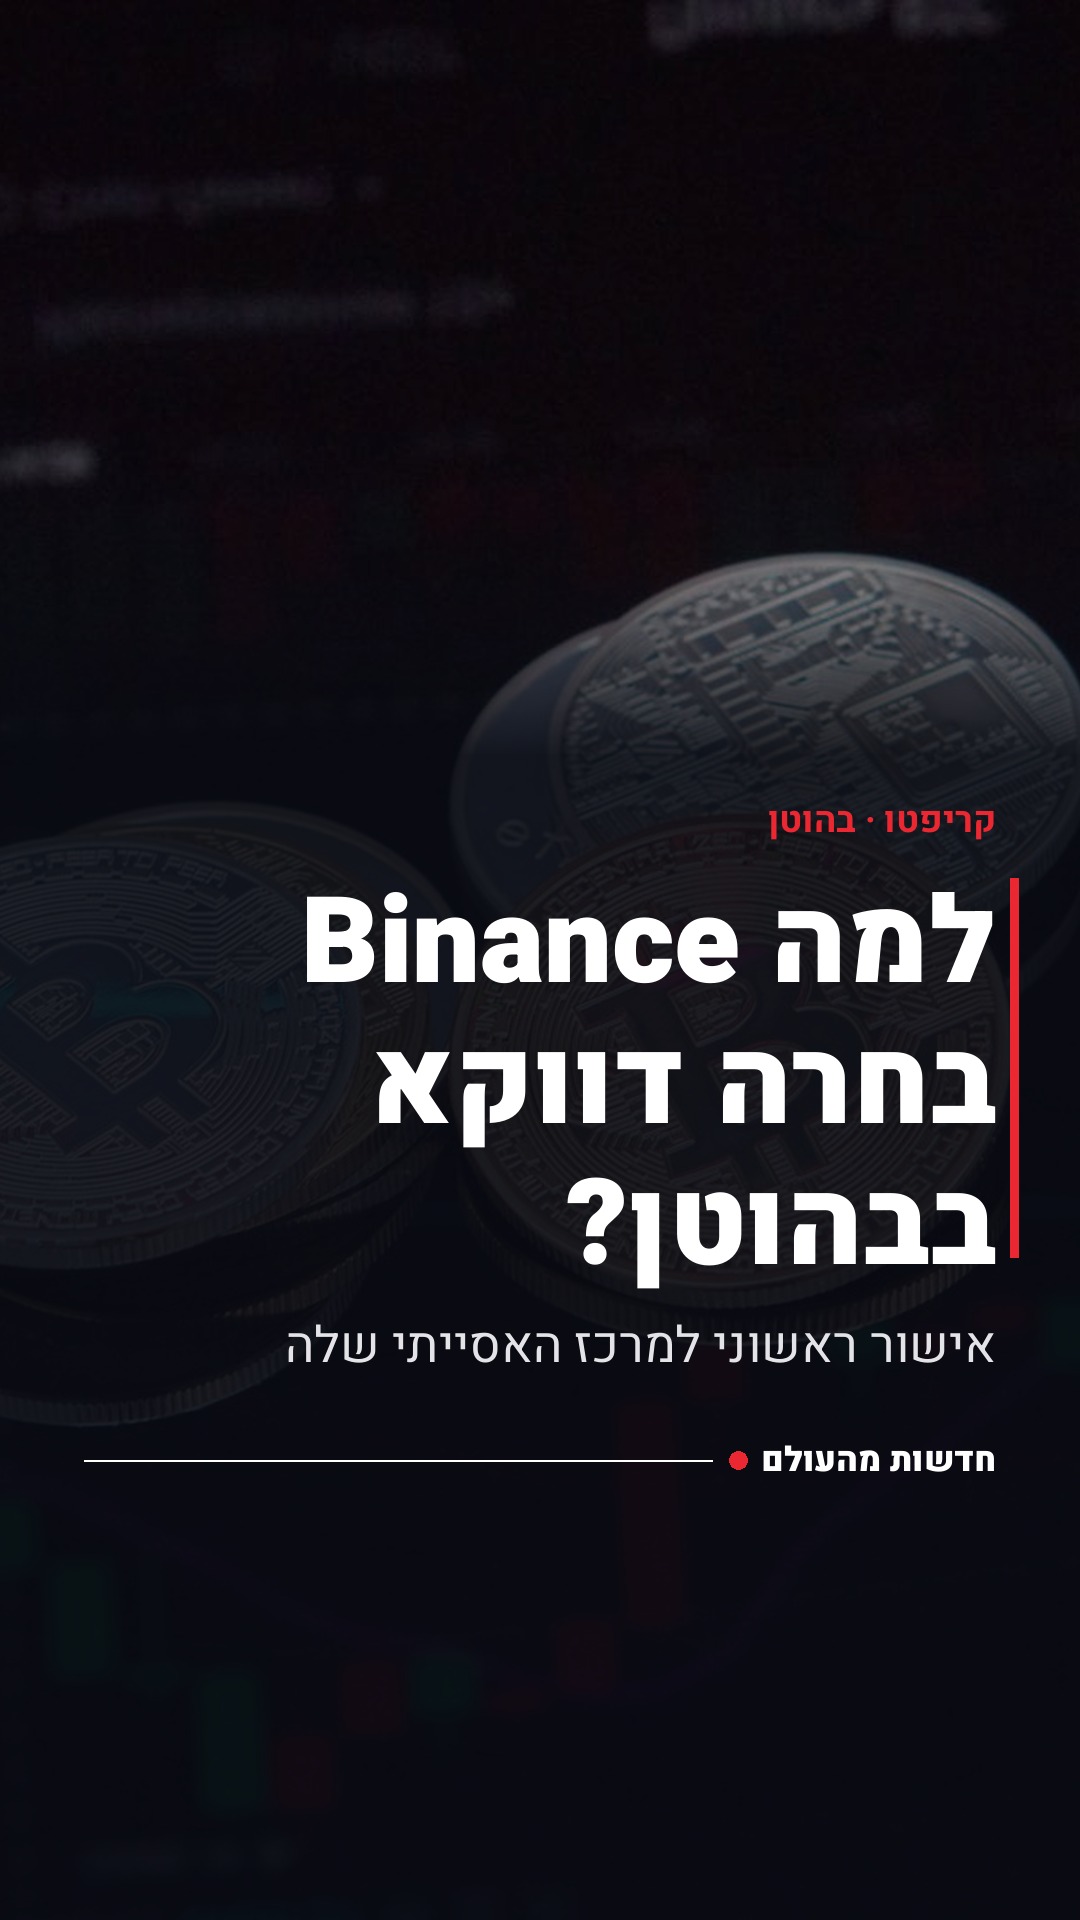 קריפטו · בהוטן
למה Binance
בחרה דווקא
בבהוטן?
אישור ראשוני למרכז האסייתי שלה
חדשות מהעולם